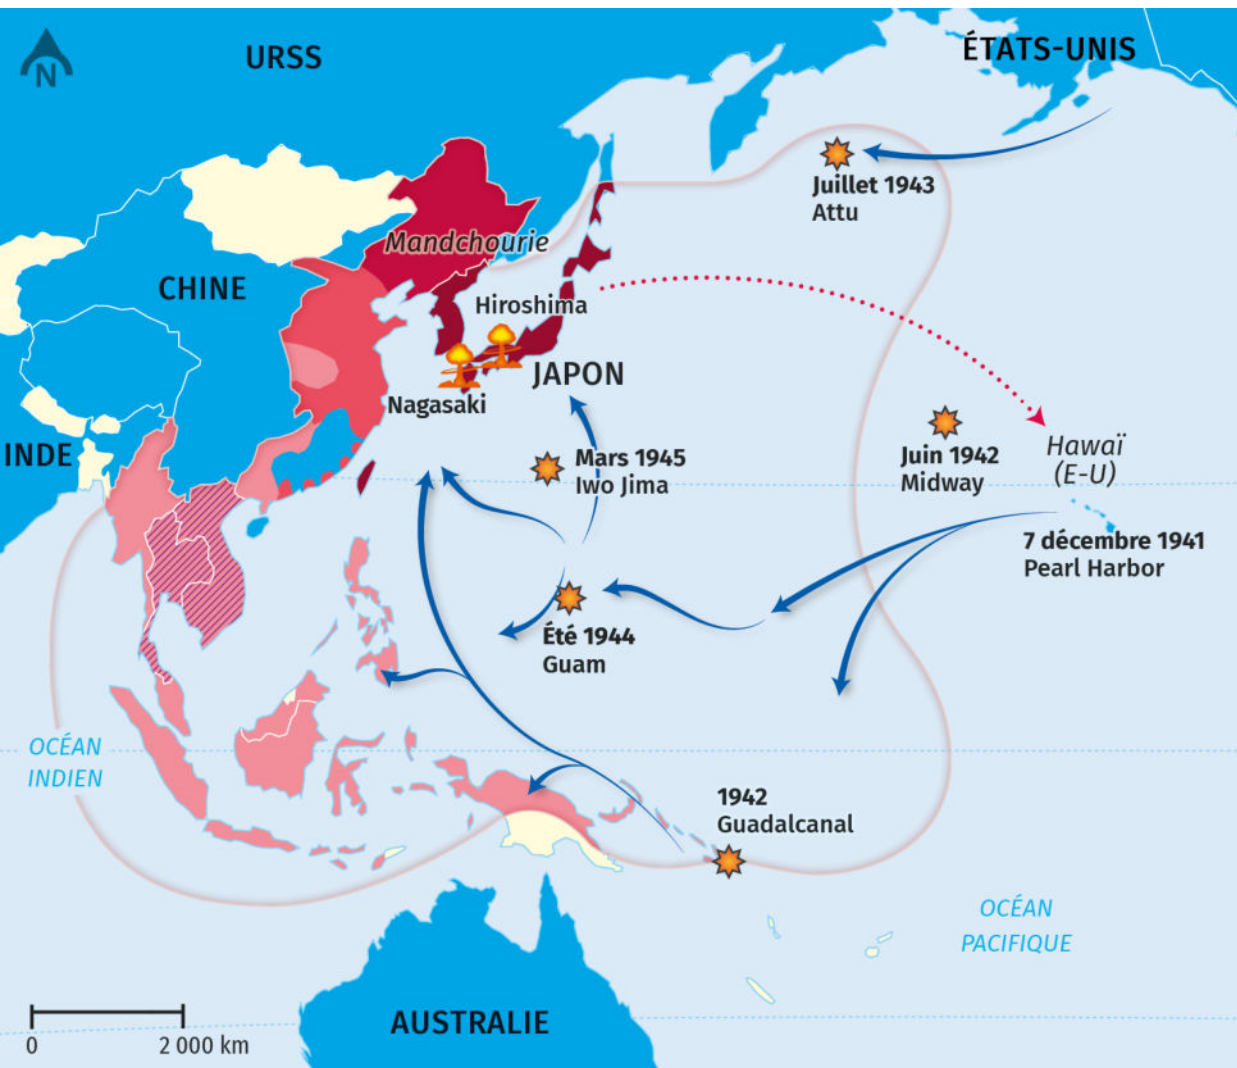 N
URSS
ÉTATS-UNIS
Juillet 1943
Attu
Mandchourie
CHINE
Hiroshima
JAPON
Nagasaki
INDE
Mars 1945
Iwo Jima
Juin 1942
Midway
Hawaï
(E-U)
7 décembre 1941
Pearl Harbor
Été 1944
Guam
OCÉAN
INDIEN
1942
Guadalcanal
OCÉAN
PACIFIQUE
AUSTRALIE
0 2 000 km